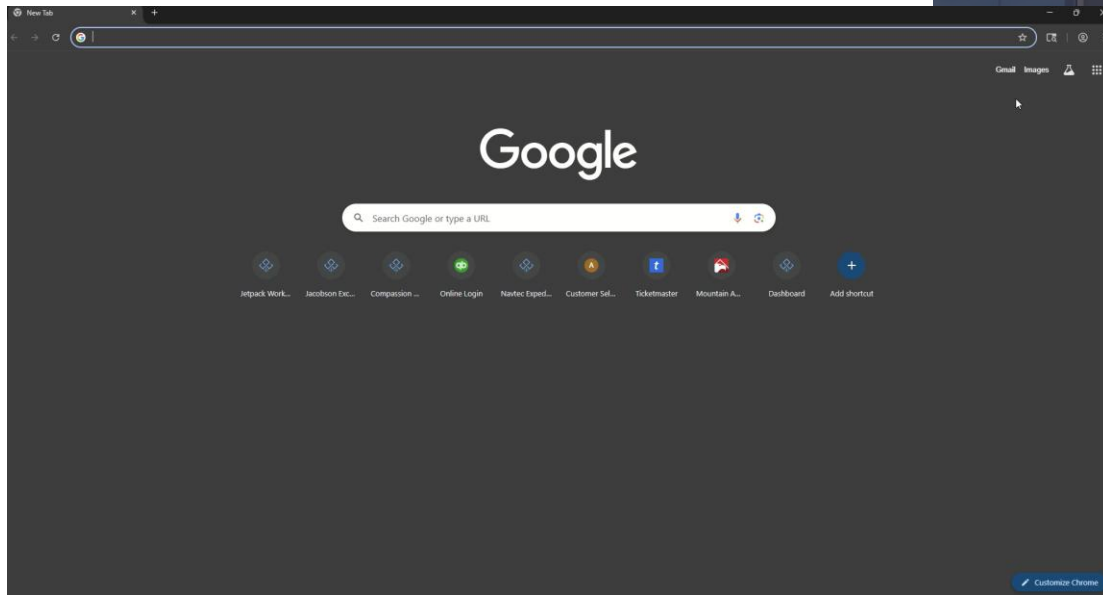 New Tab
Gmail Images
Google
Search Google or type a URL
Jetpack Work... Jacobson Exc... Compassion ... Online Login Navtec Exped... Customer Sel... Ticketmaster Mountain A... Dashboard Add shortcut
Customize Chrome